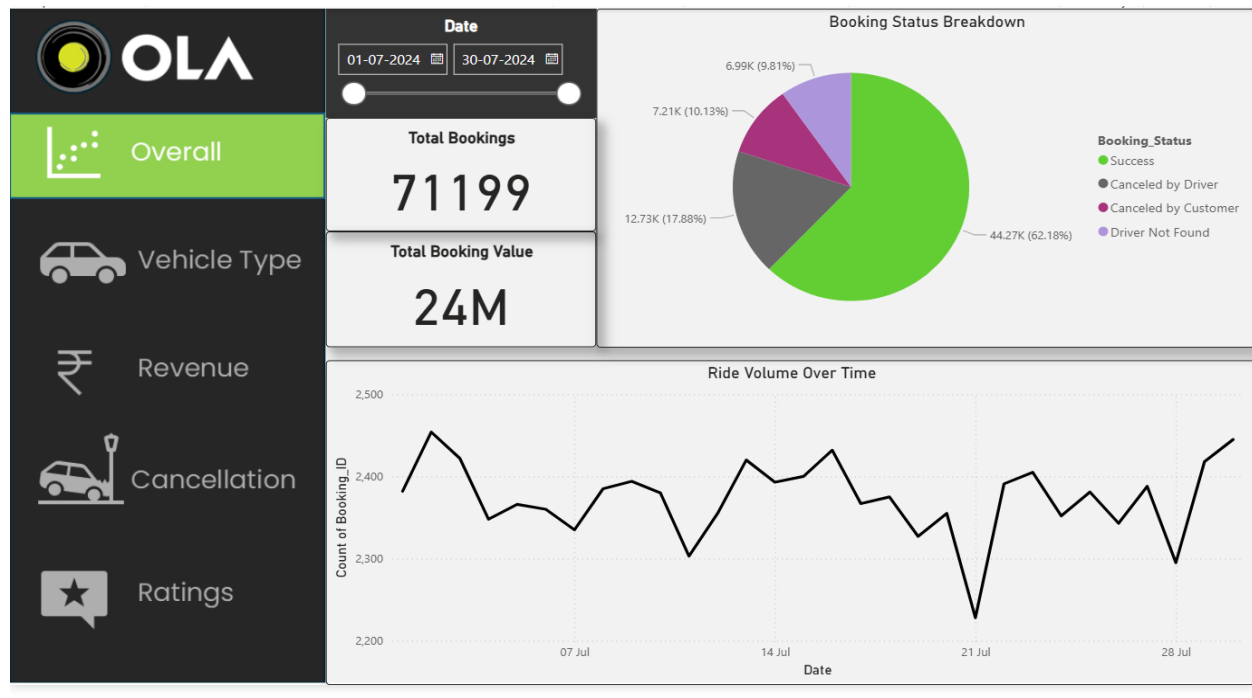 OLA
Overall
Vehicle Type
Revenue
Cancellation
Ratings
Date
01-07-2024 30-07-2024
Total Bookings
71199
Total Booking Value
24M
Booking Status Breakdown
6.99K (9.81%)
7.21K (10.13%)
12.73K (17.88%)
44.27K (62.18%)
Booking_Status
Success
Canceled by Driver
Canceled by Customer
Driver Not Found
Ride Volume Over Time
Count of Booking_ID
2,500
2,400
2,300
2,200
07 Jul 14 Jul 21 Jul 28 Jul
Date